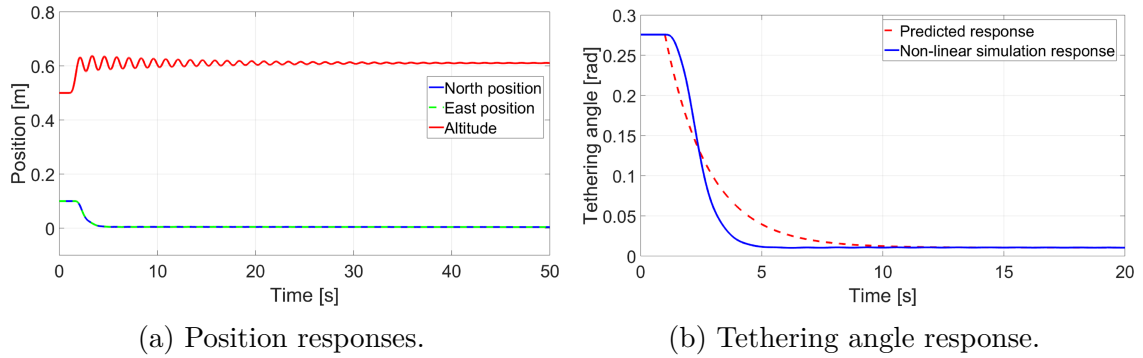 0.8
0.6
0.4
0.2
0
Position [m]
North position
East position
Altitude
0 10 20 30 40 50
Time [s]
(a) Position responses.
0.3
0.25
0.2
0.15
0.1
0.05
0
Tethering angle [rad]
Predicted response
Non-linear simulation response
0 5 10 15 20
Time [s]
(b) Tethering angle response.